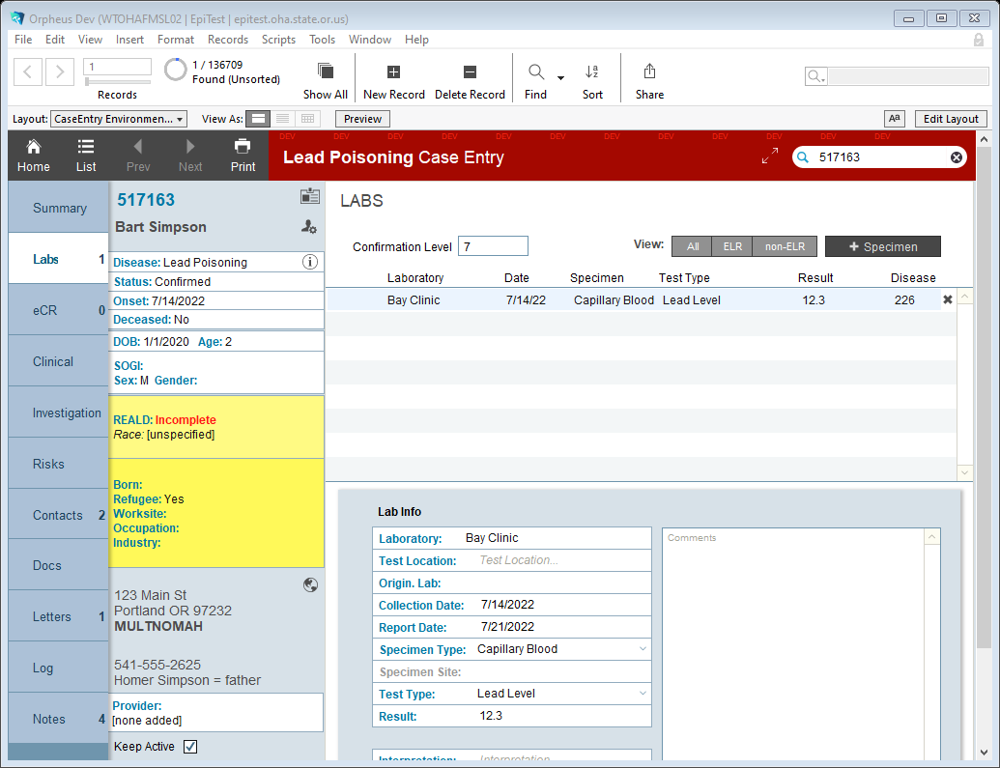 Orpheus Dev (WTOHAFMSL02 | EpiTest | epitest.oha.state.or.us)
File Edit View Insert Format Records Scripts Tools Window Help
1
1 / 136709
Found (Unsorted)
Records
Show All
New Record
Delete Record
Find
Sort
Share
Layout: CaseEntry Environmen... View As: Preview Aa Edit Layout
DEV DEV DEV DEV DEV DEV DEV DEV DEV DEV
Home List Prev Next Print
Lead Poisoning Case Entry
517163
Summary
Labs 1
eCR 0
Clinical
Investigation
Risks
Contacts 2
Docs
Letters 1
Log
Notes 4
517163
Bart Simpson
Disease: Lead Poisoning
Status: Confirmed
Onset: 7/14/2022
Deceased: No
DOB: 1/1/2020 Age: 2
SOGI:
Sex: M Gender:
REALD: Incomplete
Race: [unspecified]
Born:
Refugee: Yes
Worksite:
Occupation:
Industry:
123 Main St
Portland OR 97232
MULTNOMAH
541-555-2625
Homer Simpson = father
Provider:
[none added]
Keep Active
LABS
Confirmation Level 7
View: All ELR non-ELR + Specimen
Laboratory Date Specimen Test Type Result Disease
Bay Clinic 7/14/22 Capillary Blood Lead Level 12.3 226
Lab Info
Laboratory: Bay Clinic
Test Location: Test Location...
Origin. Lab:
Collection Date: 7/14/2022
Report Date: 7/21/2022
Specimen Type: Capillary Blood
Specimen Site:
Test Type: Lead Level
Result: 12.3
Interpretation: Interpretation...
Comments